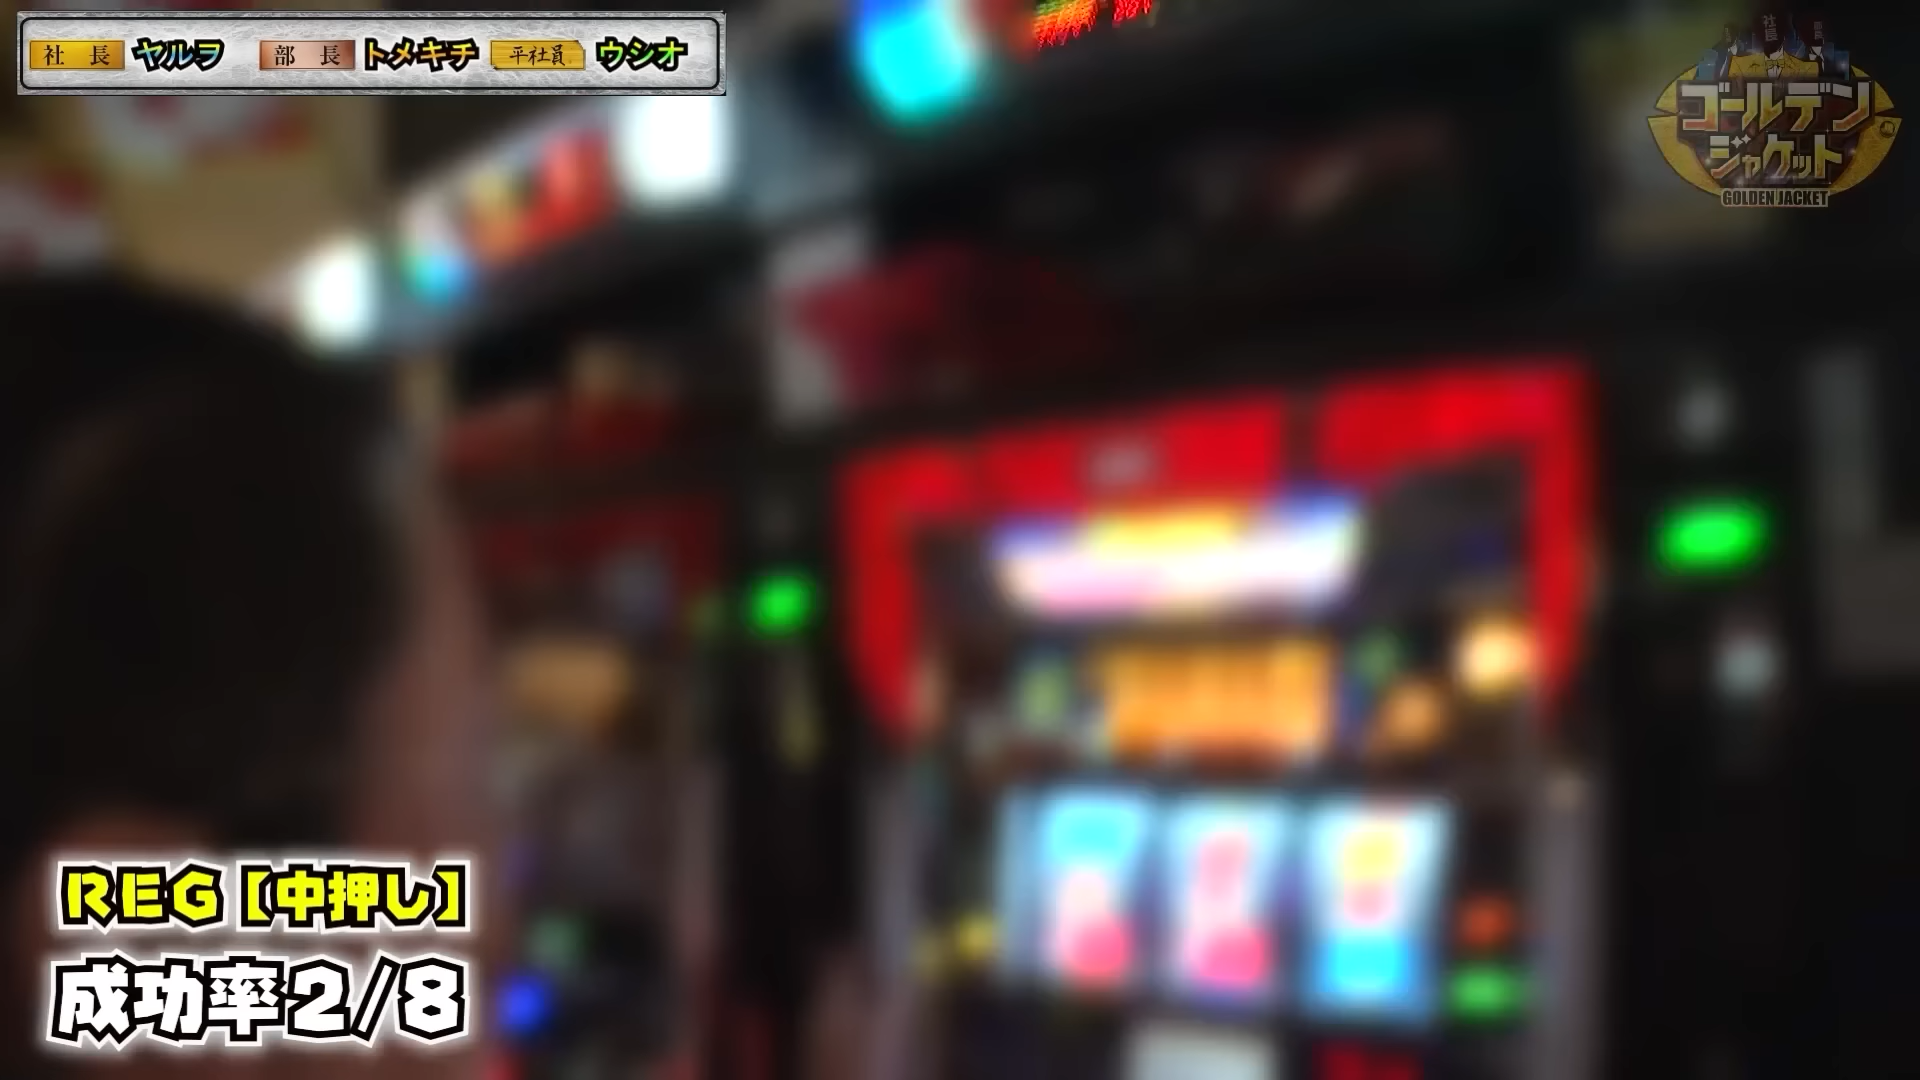 社長 ヤルヲ 部長 トメキチ 平社員 ウシオ
社長
ゴールデン
ジャケット
GOLDEN JACKET
REG【中押し】
成功率2/8